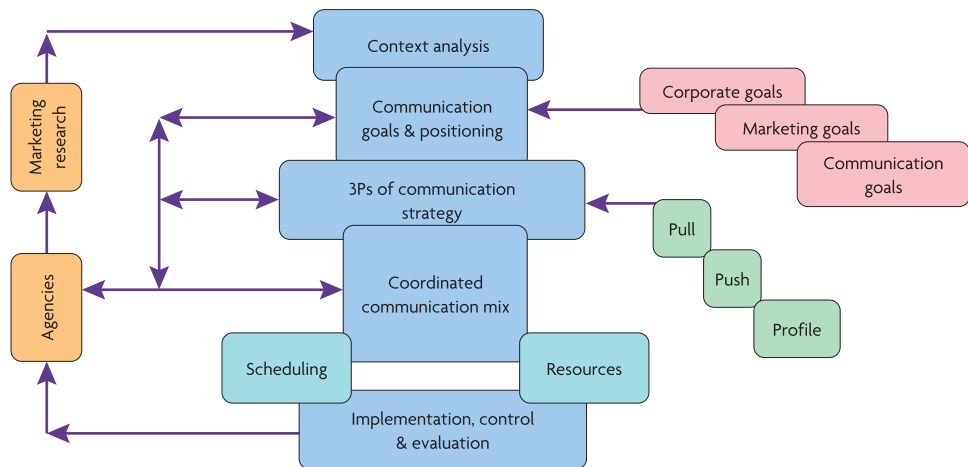 Context analysis
Communication
goals & positioning
Corporate goals
Marketing goals
Communication
goals
Marketing
research
3Ps of communication
strategy
Pull
Push
Profile
Agencies
Coordinated
communication mix
Scheduling
Resources
Implementation, control
& evaluation